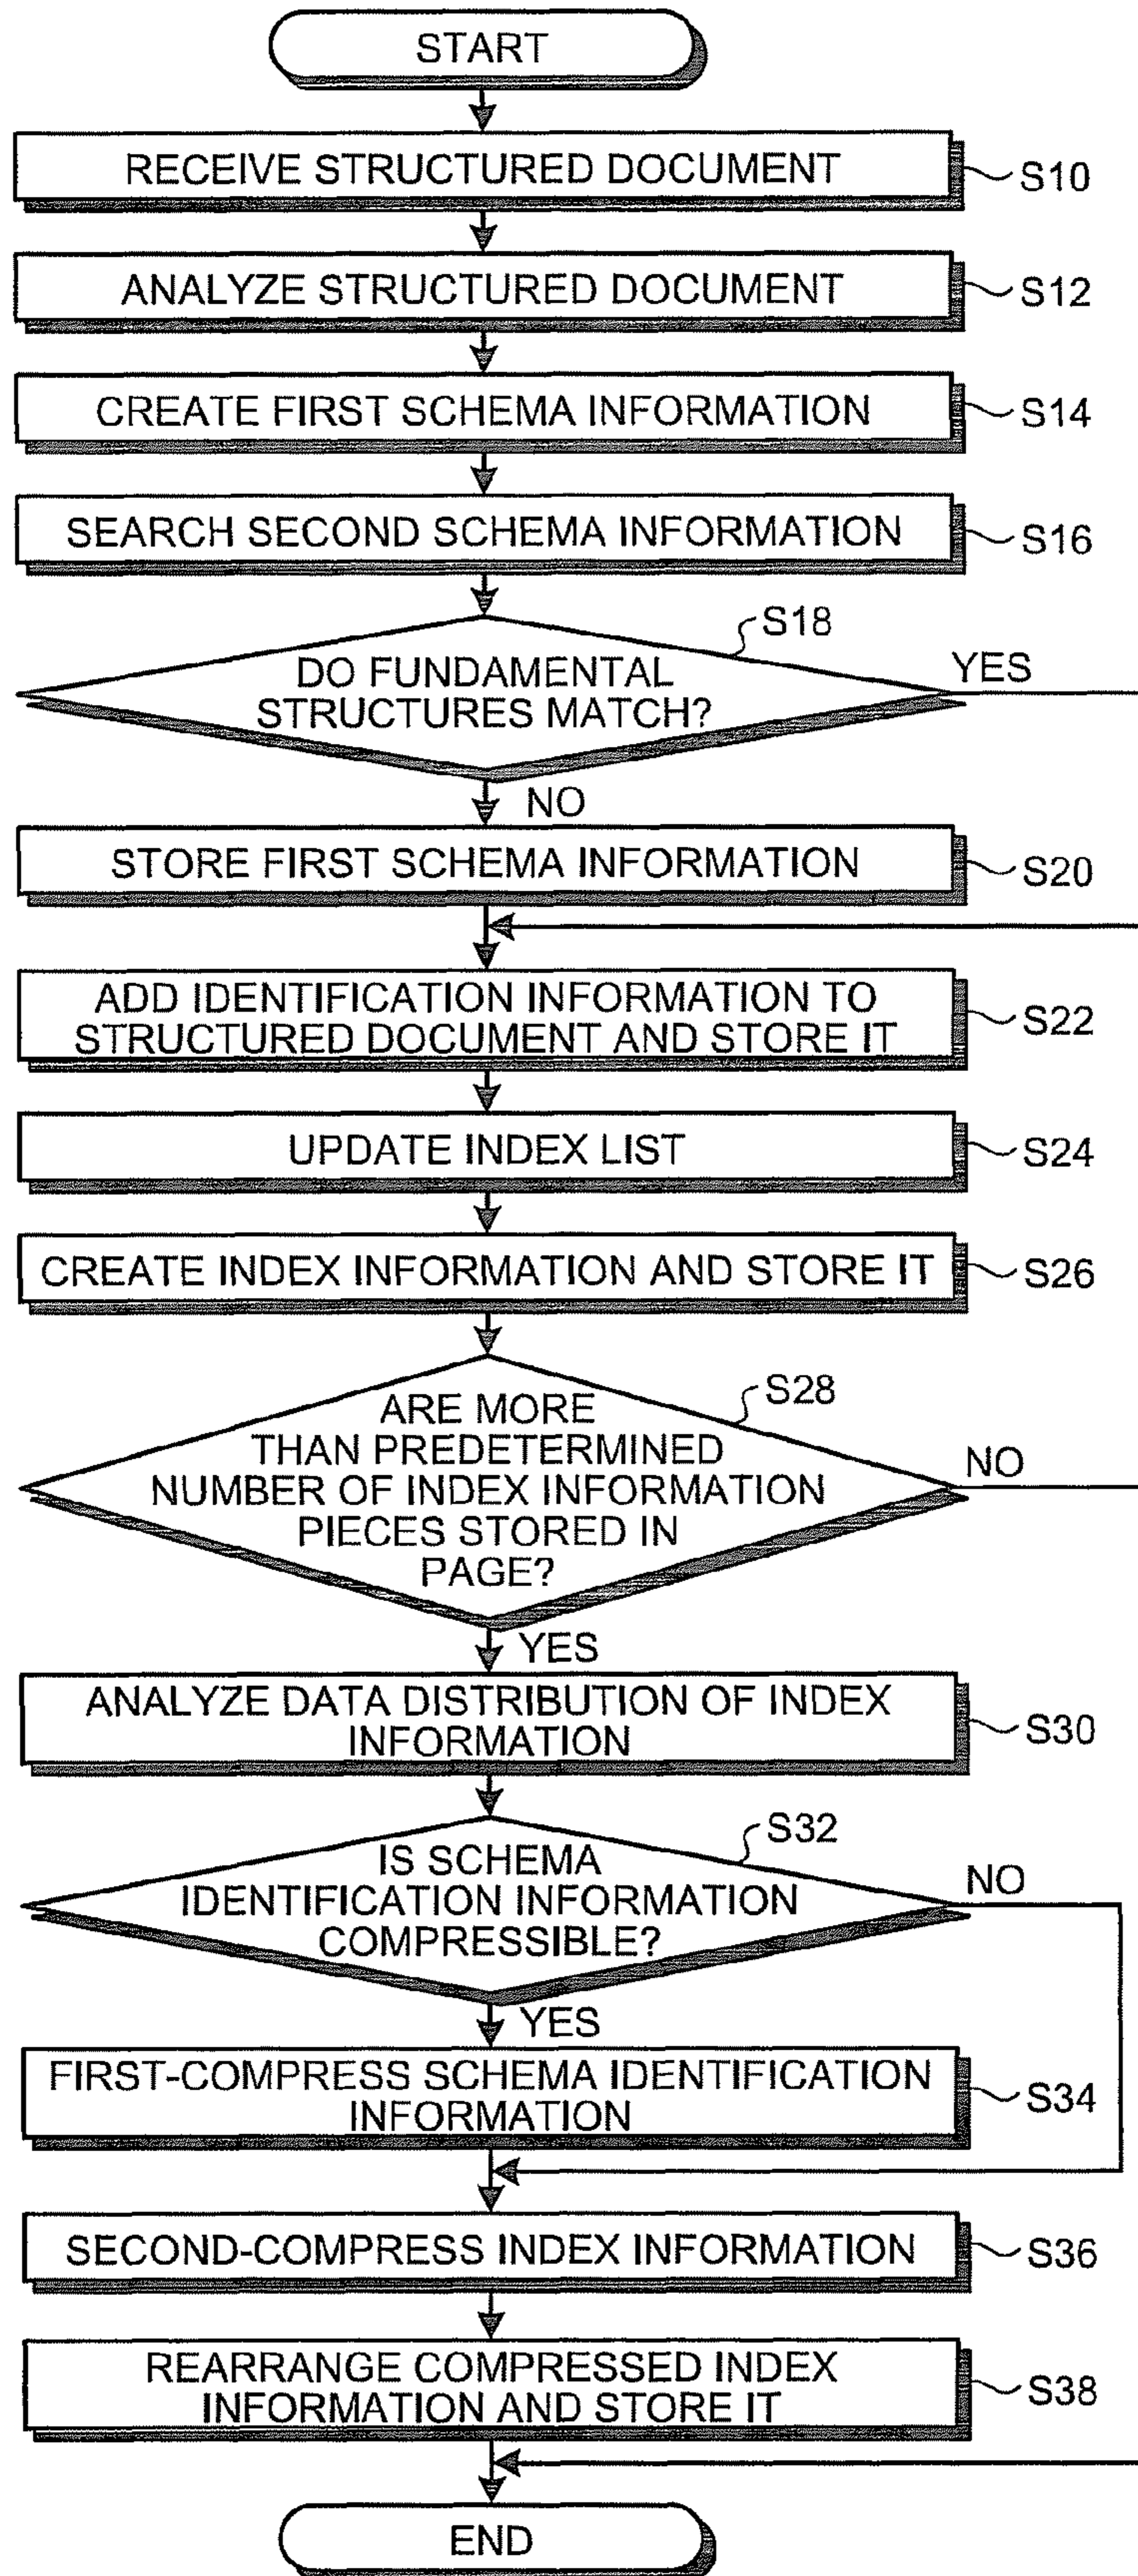 START
RECEIVE STRUCTURED DOCUMENT
S10
ANALYZE STRUCTURED DOCUMENT
S12
CREATE FIRST SCHEMA INFORMATION
S14
SEARCH SECOND SCHEMA INFORMATION
S16
S18
DO FUNDAMENTAL
STRUCTURES MATCH?
YES
NO
STORE FIRST SCHEMA INFORMATION
S20
ADD IDENTIFICATION INFORMATION TO
STRUCTURED DOCUMENT AND STORE IT
S22
UPDATE INDEX LIST
S24
CREATE INDEX INFORMATION AND STORE IT
S26
S28
ARE MORE
THAN PREDETERMINED
NUMBER OF INDEX INFORMATION
PIECES STORED IN
PAGE?
NO
YES
ANALYZE DATA DISTRIBUTION OF INDEX
INFORMATION
S30
S32
IS SCHEMA
IDENTIFICATION INFORMATION
COMPRESSIBLE?
NO
YES
FIRST-COMPRESS SCHEMA IDENTIFICATION
INFORMATION
S34
SECOND-COMPRESS INDEX INFORMATION
S36
REARRANGE COMPRESSED INDEX
INFORMATION AND STORE IT
S38
END